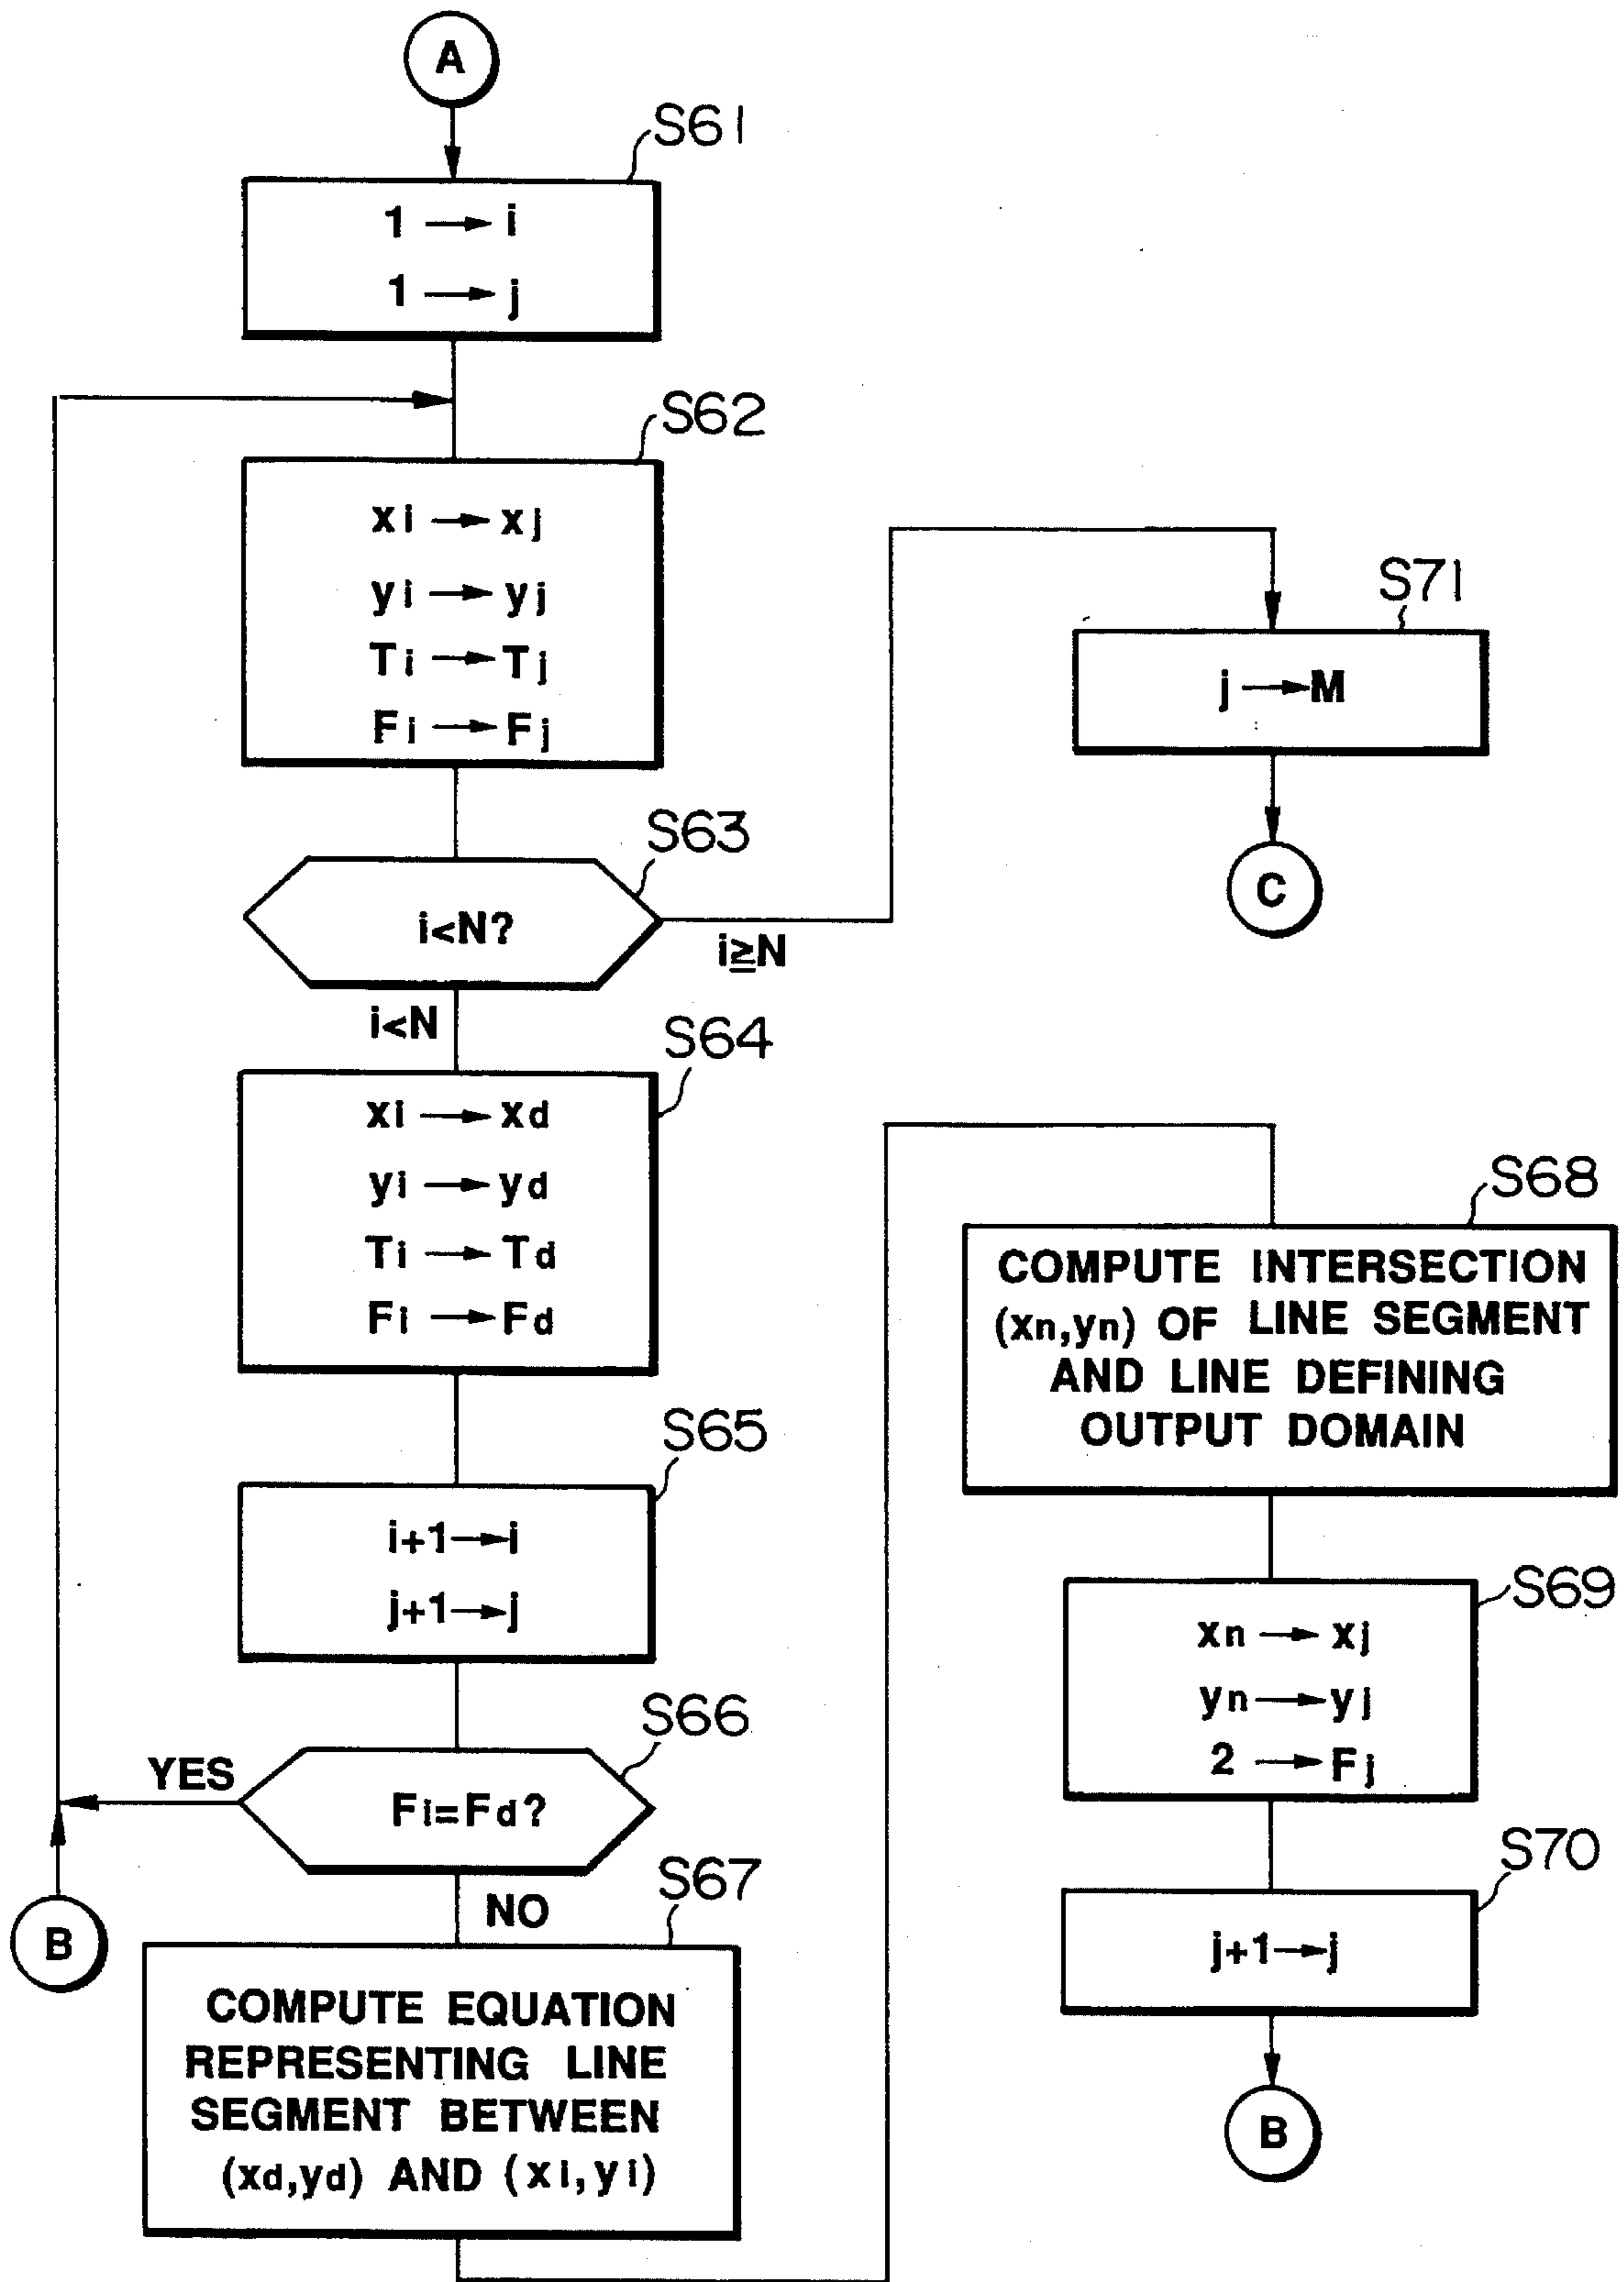 A
S61
1 → i
1 → j
S62
xi → xj
yi → yj
Ti → Tj
Fi → Fj
S63
i<N?
i≧N
i<N
S64
xi → xd
yi → yd
Ti → Td
Fi → Fd
S65
i+1→i
j+1→j
S66
YES
Fi=Fd?
NO
B
S67
COMPUTE EQUATION
REPRESENTING LINE
SEGMENT BETWEEN
(xd,yd) AND (xi,yi)
S71
j → M
C
S68
COMPUTE INTERSECTION
(xn,yn) OF LINE SEGMENT
AND LINE DEFINING
OUTPUT DOMAIN
S69
xn → xj
yn → yj
2 → Fj
S70
j+1→j
B